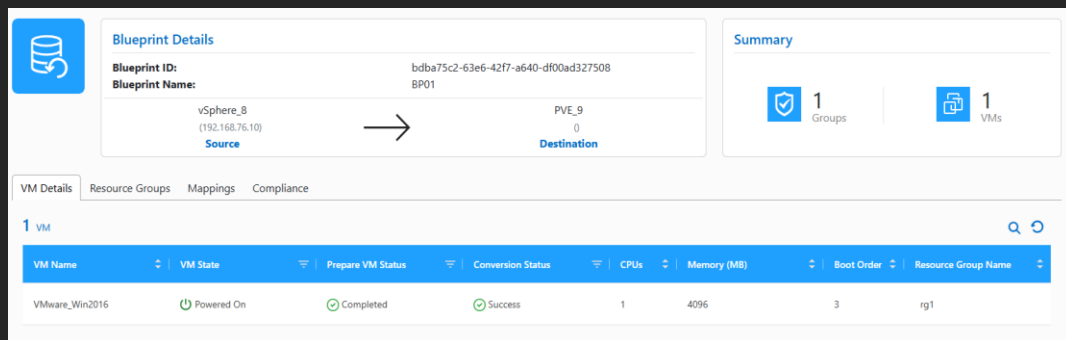 Blueprint Details
Blueprint ID: bdba75c2-63e6-42f7-a640-df00ad327508
Blueprint Name: BP01
vSphere_8 PVE_9
(192.168.76.10) ()
Source Destination
Summary
1 Groups
1 VMs
VM Details Resource Groups Mappings Compliance
1 VM
VM Name VM State Prepare VM Status Conversion Status CPUs Memory (MB) Boot Order Resource Group Name
VMware_Win2016 Powered On Completed Success 1 4096 3 rg1